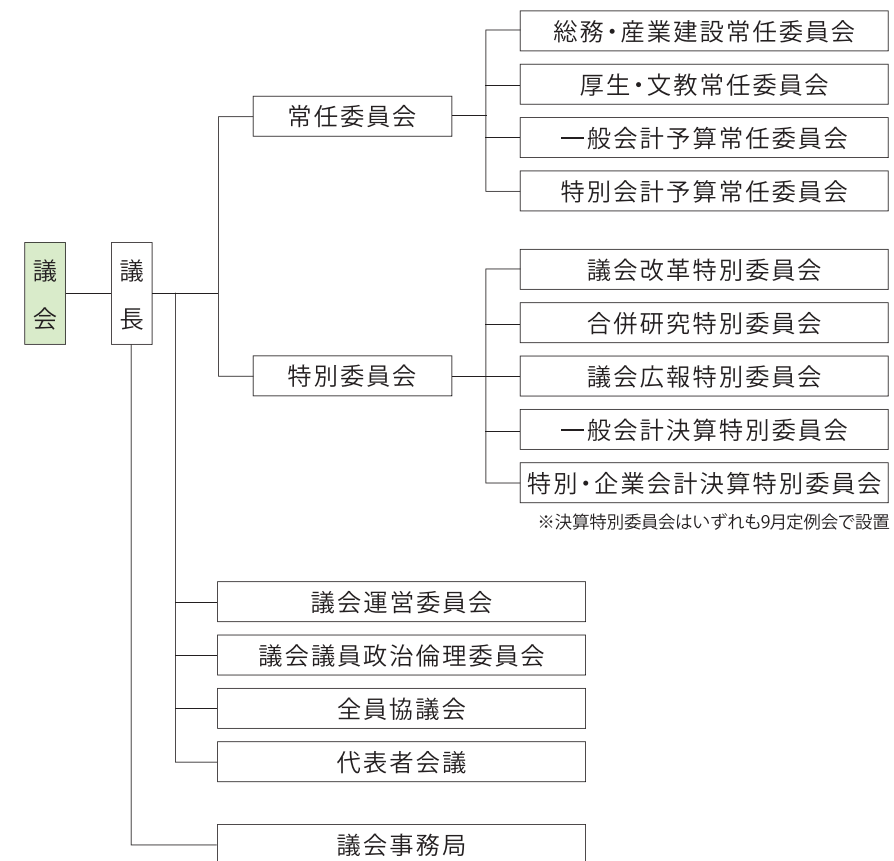 総務・産業建設常任委員会
厚生・文教常任委員会
常任委員会
一般会計予算常任委員会
特別会計予算常任委員会
議会
議長
議会改革特別委員会
合併研究特別委員会
特別委員会
議会広報特別委員会
一般会計決算特別委員会
特別・企業会計決算特別委員会
※決算特別委員会はいずれも9月定例会で設置
議会運営委員会
議会議員政治倫理委員会
全員協議会
代表者会議
議会事務局